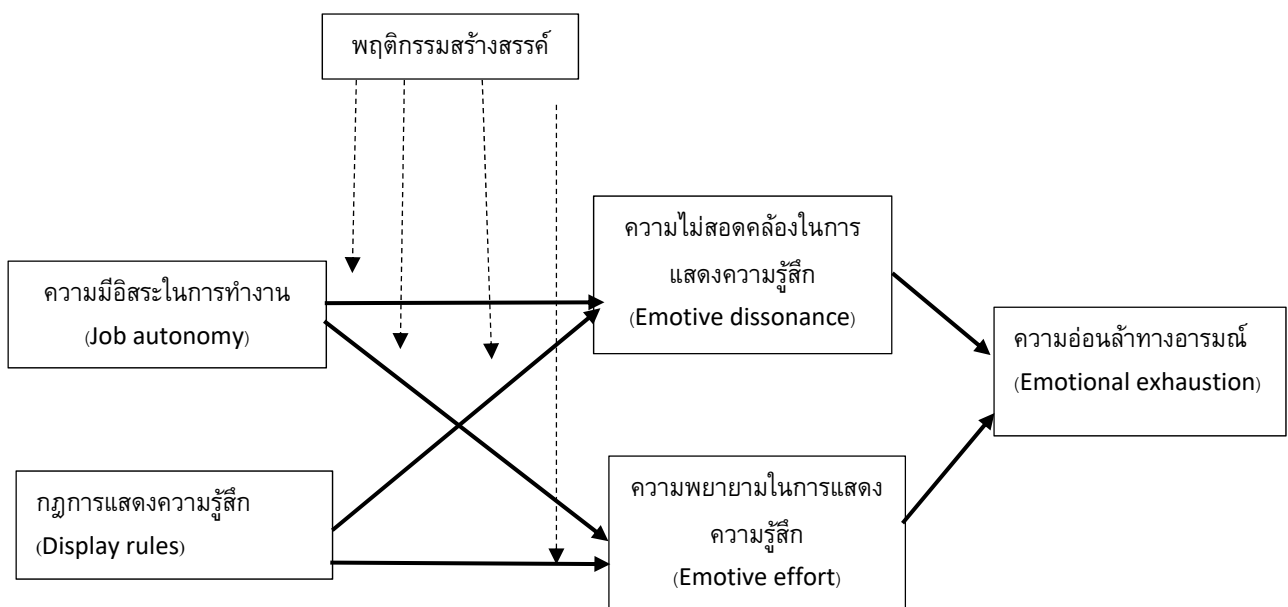 พฤติกรรมสร้างสรรค์
ความไม่สอดคล้องในการ
แสดงความรู้สึก
(Emotive dissonance)
ความมีอิสระในการทำงาน
(Job autonomy)
ความอ่อนล้าทางอารมณ์
(Emotional exhaustion)
กฎการแสดงความรู้สึก
(Display rules)
ความพยายามในการแสดง
ความรู้สึก
(Emotive effort)